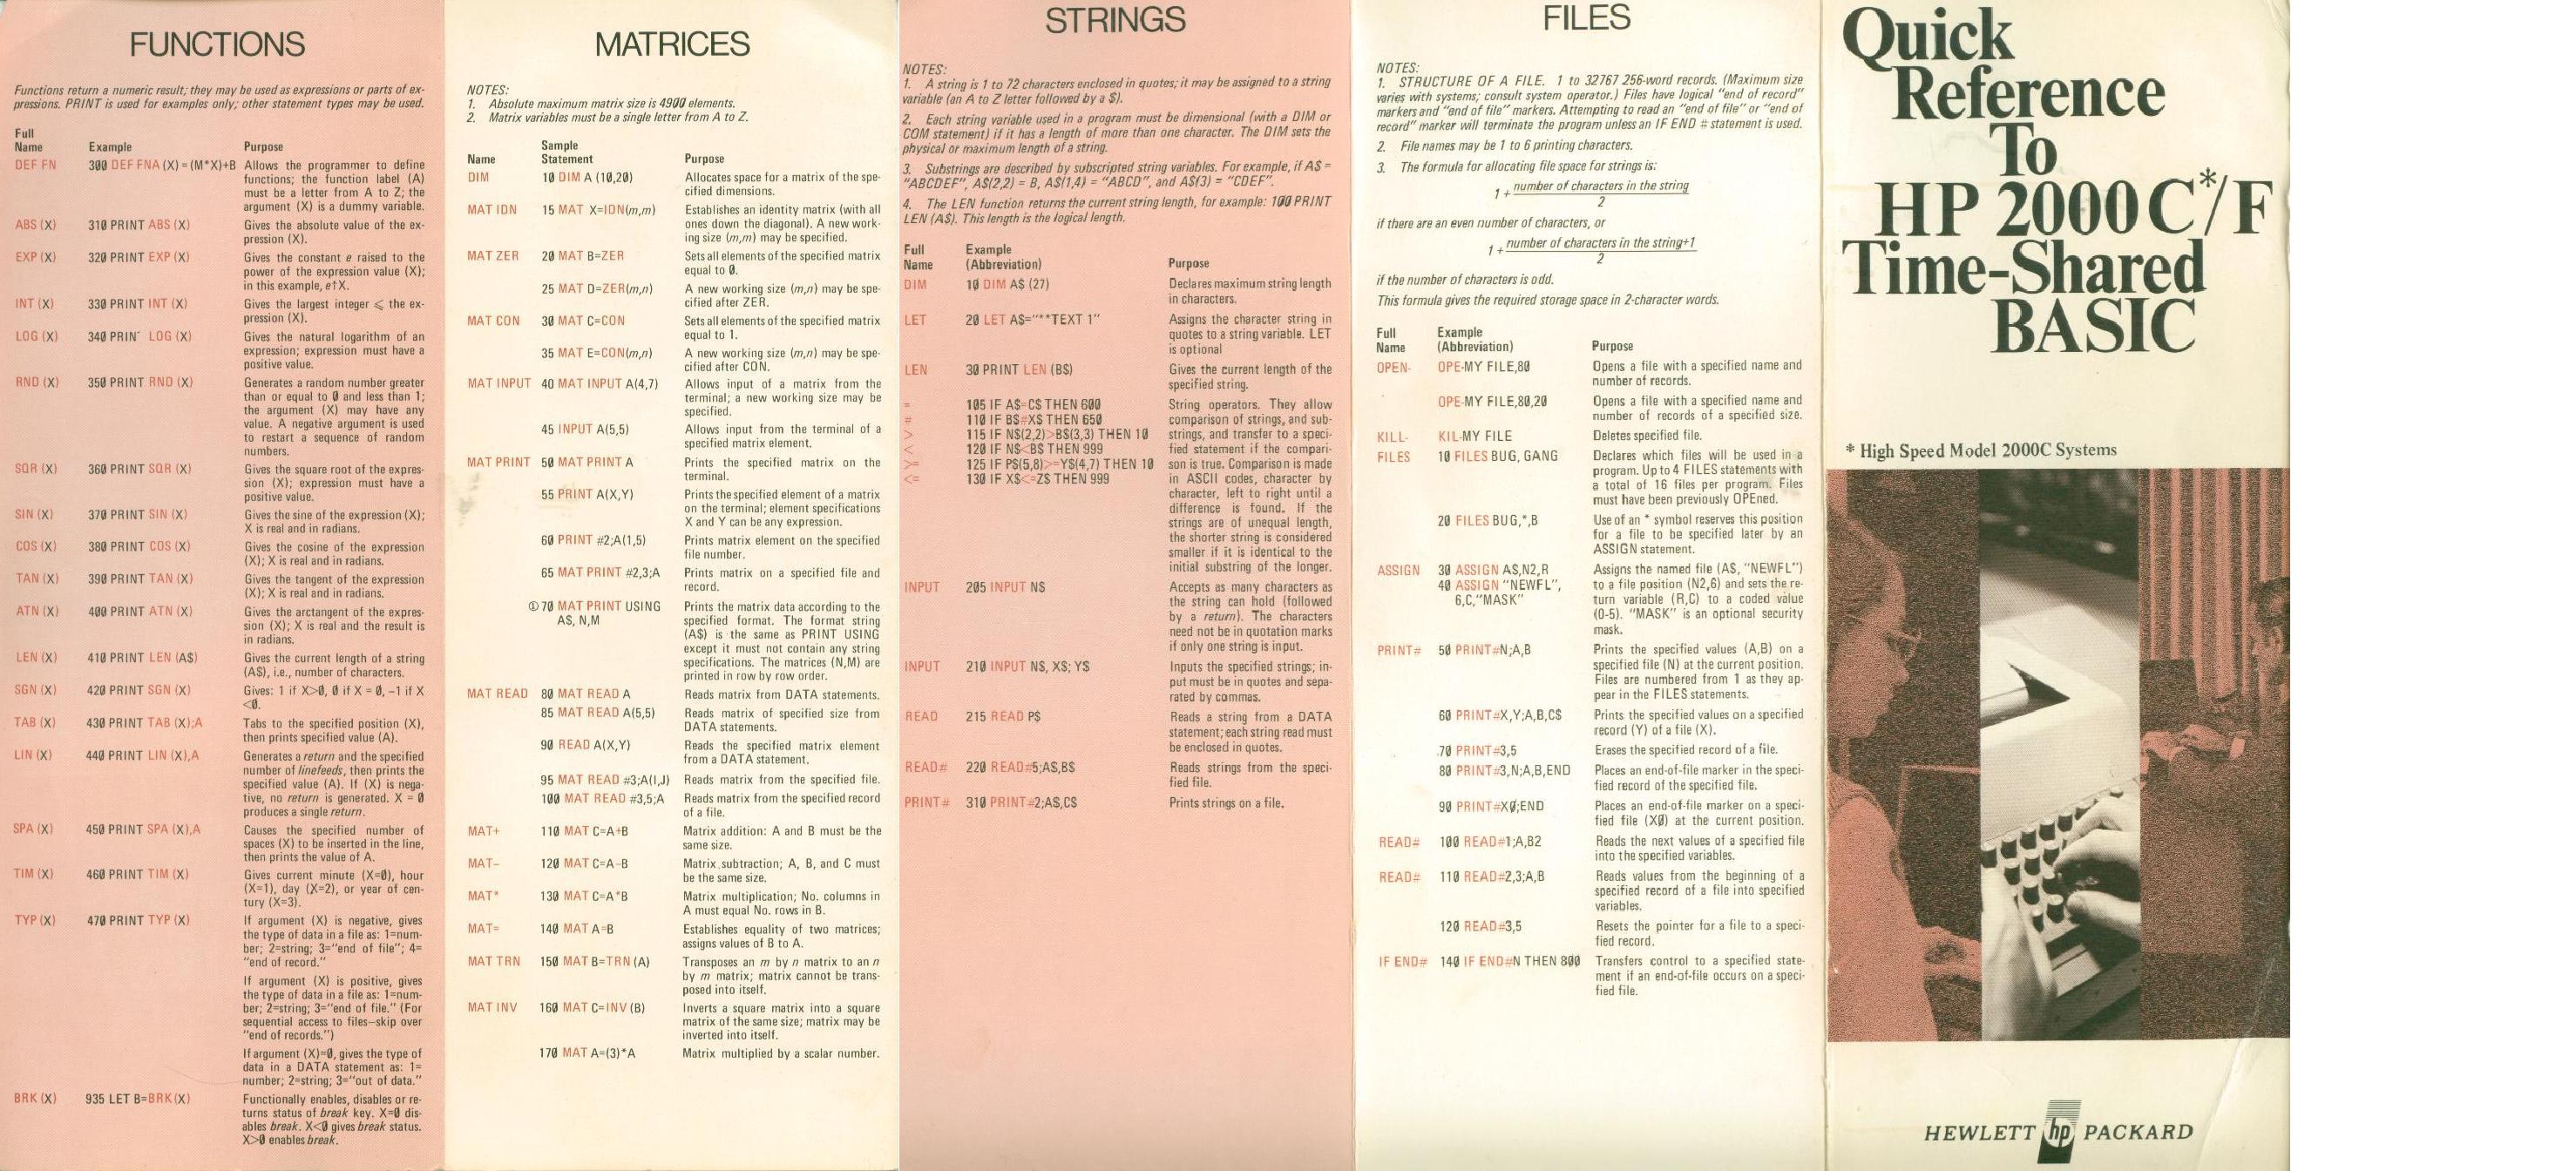 FUNCTIONS
Functions return a numeric result; they may be used as expressions or parts of ex-
pressions. PRINT is used for examples only; other statement types may be used.
Full
Name Example Purpose
DEF FN 300 DEF FNA (X) = (M*X)+B Allows the programmer to define
functions; the function label (A)
must be a letter from A to Z; the
argument (X) is a dummy variable.
ABS (X) 310 PRINT ABS (X) Gives the absolute value of the ex-
pression (X).
EXP (X) 320 PRINT EXP (X) Gives the constant e raised to the
power of the expression value (X);
in this example, e↑X.
INT (X) 330 PRINT INT (X) Gives the largest integer ⩽ the ex-
pression (X).
LOG (X) 340 PRIN LOG (X) Gives the natural logarithm of an
expression; expression must have a
positive value.
RND (X) 350 PRINT RND (X) Generates a random number greater
than or equal to 0 and less than 1;
the argument (X) may have any
value. A negative argument is used
to restart a sequence of random
numbers.
SQR (X) 360 PRINT SQR (X) Gives the square root of the expres-
sion (X); expression must have a
positive value.
SIN (X) 370 PRINT SIN (X) Gives the sine of the expression (X);
X is real and in radians.
COS (X) 380 PRINT COS (X) Gives the cosine of the expression
(X); X is real and in radians.
TAN (X) 390 PRINT TAN (X) Gives the tangent of the expression
(X); X is real and in radians.
ATN (X) 400 PRINT ATN (X) Gives the arctangent of the expres-
sion (X); X is real and the result is
in radians.
LEN (X) 410 PRINT LEN (A$) Gives the current length of a string
(A$), i.e., number of characters.
SGN (X) 420 PRINT SGN (X) Gives: 1 if X>0, 0 if X = 0, -1 if X
<0.
TAB (X) 430 PRINT TAB (X);A Tabs to the specified position (X),
then prints specified value (A).
LIN (X) 440 PRINT LIN (X),A Generates a return and the specified
number of linefeeds, then prints the
specified value (A). If (X) is nega-
tive, no return is generated. X = 0
produces a single return.
SPA (X) 450 PRINT SPA (X),A Causes the specified number of
spaces (X) to be inserted in the line,
then prints the value of A.
TIM (X) 460 PRINT TIM (X) Gives current minute (X=0), hour
(X=1), day (X=2), or year of cen-
tury (X=3).
TYP (X) 470 PRINT TYP (X) If argument (X) is negative, gives
the type of data in a file as: 1=num-
ber; 2=string; 3="end of file"; 4=
"end of record."
If argument (X) is positive, gives
the type of data in a file as: 1=num-
ber; 2=string; 3="end of file." (For
sequential access to files—skip over
"end of records.")
If argument (X)=0, gives the type of
data in a DATA statement as: 1=
number; 2=string; 3="out of data."
BRK (X) 935 LET B=BRK(X) Functionally enables, disables or re-
turns status of break key. X=0 dis-
ables break. X<0 gives break status.
X>0 enables break.
MATRICES
NOTES:
1. Absolute maximum matrix size is 4900 elements.
2. Matrix variables must be a single letter from A to Z.
Sample
Name Statement Purpose
DIM 10 DIM A (10,20) Allocates space for a matrix of the spe-
cified dimensions.
MAT IDN 15 MAT X=IDN(m,m) Establishes an identity matrix (with all
ones down the diagonal). A new work-
ing size (m,m) may be specified.
MAT ZER 20 MAT B=ZER Sets all elements of the specified matrix
equal to 0.
25 MAT D=ZER(m,n) A new working size (m,n) may be spe-
cified after ZER.
MAT CON 30 MAT C=CON Sets all elements of the specified matrix
equal to 1.
35 MAT E=CON(m,n) A new working size (m,n) may be spe-
cified after CON.
MAT INPUT 40 MAT INPUT A(4,7) Allows input of a matrix from the
terminal; a new working size may be
specified.
45 INPUT A(5,5) Allows input from the terminal of a
specified matrix element.
MAT PRINT 50 MAT PRINT A Prints the specified matrix on the
terminal.
55 PRINT A(X,Y) Prints the specified element of a matrix
on the terminal; element specifications
X and Y can be any expression.
60 PRINT #2;A(1,5) Prints matrix element on the specified
file number.
65 MAT PRINT #2,3;A Prints matrix on a specified file and
record.
① 70 MAT PRINT USING Prints the matrix data according to the
A$, N,M specified format. The format string
(A$) is the same as PRINT USING
except it must not contain any string
specifications. The matrices (N,M) are
printed in row by row order.
MAT READ 80 MAT READ A Reads matrix from DATA statements.
85 MAT READ A(5,5) Reads matrix of specified size from
DATA statements.
90 READ A(X,Y) Reads the specified matrix element
from a DATA statement.
95 MAT READ #3;A(I,J) Reads matrix from the specified file.
100 MAT READ #3,5;A Reads matrix from the specified record
of a file.
MAT+ 110 MAT C=A+B Matrix addition: A and B must be the
same size.
MAT- 120 MAT C=A-B Matrix subtraction; A, B, and C must
be the same size.
MAT* 130 MAT C=A*B Matrix multiplication; No. columns in
A must equal No. rows in B.
MAT= 140 MAT A=B Establishes equality of two matrices;
assigns values of B to A.
MAT TRN 150 MAT B=TRN (A) Transposes an m by n matrix to an n
by m matrix; matrix cannot be trans-
posed into itself.
MAT INV 160 MAT C=INV (B) Inverts a square matrix into a square
matrix of the same size; matrix may be
inverted into itself.
170 MAT A=(3)*A Matrix multiplied by a scalar number.
STRINGS
NOTES:
1. A string is 1 to 72 characters enclosed in quotes; it may be assigned to a string
variable (an A to Z letter followed by a $).
2. Each string variable used in a program must be dimensional (with a DIM or
COM statement) if it has a length of more than one character. The DIM sets the
physical or maximum length of a string.
3. Substrings are described by subscripted string variables. For example, if A$ =
"ABCDEF", A$(2,2) = B, A$(1,4) = "ABCD", and A$(3) = "CDEF".
4. The LEN function returns the current string length, for example: 100 PRINT
LEN (A$). This length is the logical length.
Full Example
Name (Abbreviation) Purpose
DIM 10 DIM A$ (27) Declares maximum string length
in characters.
LET 20 LET A$="**TEXT 1" Assigns the character string in
quotes to a string variable. LET
is optional
LEN 30 PRINT LEN (B$) Gives the current length of the
specified string.
= 105 IF A$=C$ THEN 600 String operators. They allow
# 110 IF B$#X$ THEN 650 comparison of strings, and sub-
> 115 IF N$(2,2)>B$(3,3) THEN 10 strings, and transfer to a speci-
< 120 IF N$<B$ THEN 999 fied statement if the compari-
>= 125 IF P$(5,8)>=Y$(4,7) THEN 10 son is true. Comparison is made
<= 130 IF X$<=Z$ THEN 999 in ASCII codes, character by
character, left to right until a
difference is found. If the
strings are of unequal length,
the shorter string is considered
smaller if it is identical to the
initial substring of the longer.
INPUT 205 INPUT N$ Accepts as many characters as
the string can hold (followed
by a return). The characters
need not be in quotation marks
if only one string is input.
INPUT 210 INPUT N$, X$; Y$ Inputs the specified strings; in-
put must be in quotes and sepa-
rated by commas.
READ 215 READ P$ Reads a string from a DATA
statement; each string read must
be enclosed in quotes.
READ# 220 READ#5;A$,B$ Reads strings from the speci-
fied file.
PRINT# 310 PRINT#2;A$,C$ Prints strings on a file.
FILES
NOTES:
1. STRUCTURE OF A FILE. 1 to 32767 256-word records. (Maximum size
varies with systems; consult system operator.) Files have logical "end of record"
markers and "end of file" markers. Attempting to read an "end of file" or "end of
record" marker will terminate the program unless an IF END # statement is used.
2. File names may be 1 to 6 printing characters.
3. The formula for allocating file space for strings is:
1 + number of characters in the string
2
if there are an even number of characters, or
1 + number of characters in the string+1
2
if the number of characters is odd.
This formula gives the required storage space in 2-character words.
Full Example
Name (Abbreviation) Purpose
OPEN- OPE-MY FILE,80 Opens a file with a specified name and
number of records.
OPE-MY FILE,80,20 Opens a file with a specified name and
number of records of a specified size.
KILL- KIL-MY FILE Deletes specified file.
FILES 10 FILES BUG, GANG Declares which files will be used in a
program. Up to 4 FILES statements with
a total of 16 files per program. Files
must have been previously OPEned.
20 FILES BUG,*,B Use of an * symbol reserves this position
for a file to be specified later by an
ASSIGN statement.
ASSIGN 30 ASSIGN A$,N2,R Assigns the named file (A$, "NEWFL")
40 ASSIGN "NEWFL", to a file position (N2,6) and sets the re-
6,C,"MASK" turn variable (R,C) to a coded value
(0-5). "MASK" is an optional security
mask.
PRINT# 50 PRINT#N;A,B Prints the specified values (A,B) on a
specified file (N) at the current position.
Files are numbered from 1 as they ap-
pear in the FILES statements.
60 PRINT#X,Y;A,B,C$ Prints the specified values on a specified
record (Y) of a file (X).
70 PRINT#3,5 Erases the specified record of a file.
80 PRINT#3,N;A,B,END Places an end-of-file marker in the speci-
fied record of the specified file.
90 PRINT#X0;END Places an end-of-file marker on a speci-
fied file (X0) at the current position.
READ# 100 READ#1;A,B2 Reads the next values of a specified file
into the specified variables.
READ# 110 READ#2,3;A,B Reads values from the beginning of a
specified record of a file into specified
variables.
120 READ#3,5 Resets the pointer for a file to a speci-
fied record.
IF END# 140 IF END#N THEN 800 Transfers control to a specified state-
ment if an end-of-file occurs on a speci-
fied file.
Quick
Reference
To
HP 2000C*/F
Time-Shared
BASIC
* High Speed Model 2000C Systems
HEWLETT hp PACKARD